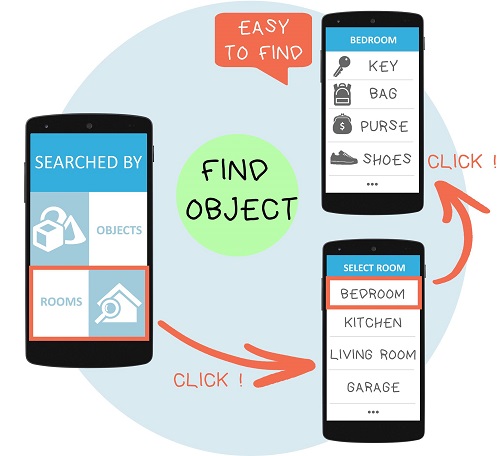 EASY
TO FIND
BEDROOM
KEY
BAG
PURSE
$
SHOES
•••
CLICK !
SEARCHED BY
OBJECTS
ROOMS
FIND
OBJECT
CLICK !
SELECT ROOM
BEDROOM
KITCHEN
LIVING ROOM
GARAGE
•••